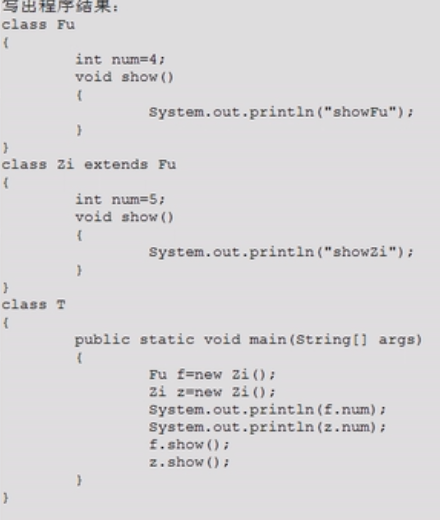 写出程序结果:
class Fu
{
int num=4;
void show()
{
System.out.println("showFu");
}
}
class Zi extends Fu
{
int num=5;
void show()
{
System.out.println("showZi");
}
}
class T
{
public static void main(String[] args)
{
Fu f=new Zi();
Zi z=new Zi();
System.out.println(f.num);
System.out.println(z.num);
f.show();
z.show();
}
}